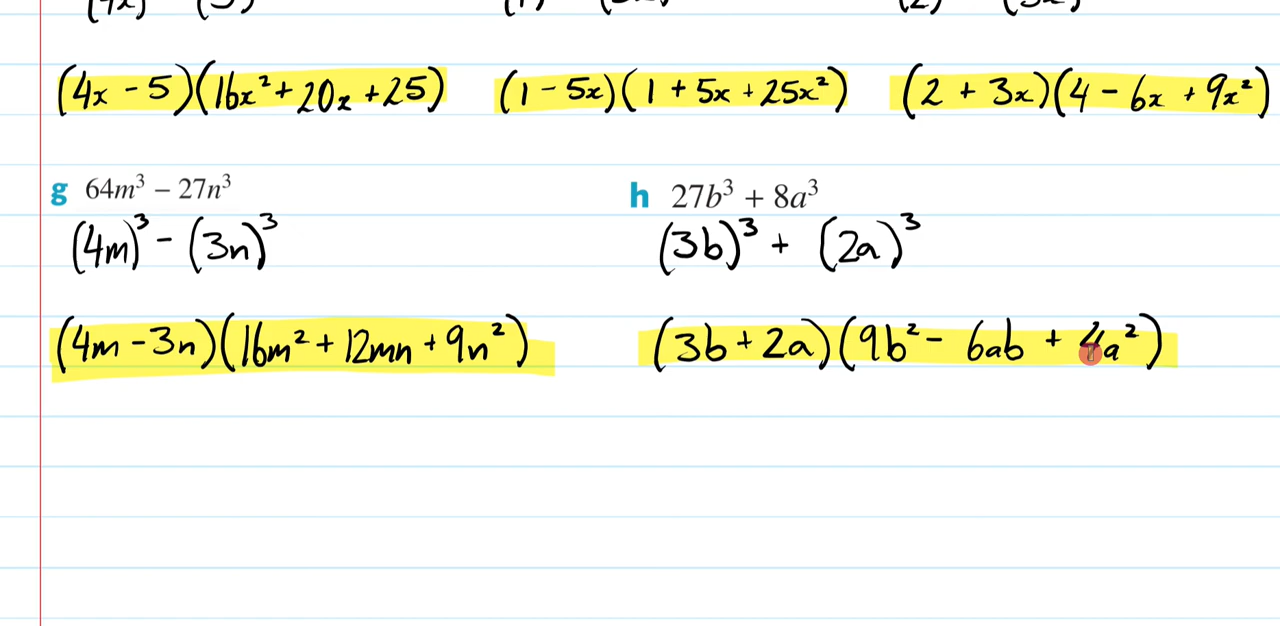 (4x - 5)(16x² + 20x + 25) (1 - 5x)(1 + 5x + 25x²) (2 + 3x)(4 - 6x + 9x²)
g 64m³ – 27n³ h 27b³ + 8a³
(4m)³ - (3n)³ (3b)³ + (2a)³
(4m - 3n)(16m² + 12mn + 9n²) (3b + 2a)(9b² - 6ab + 4a²)